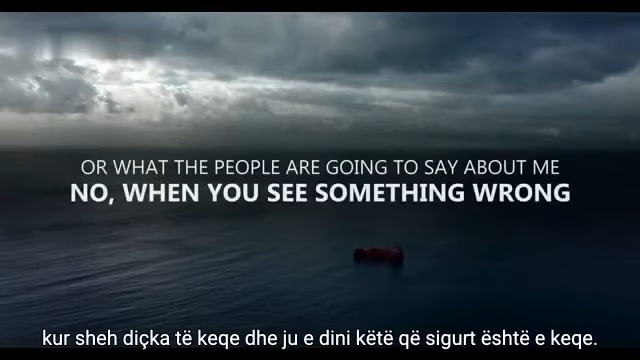 OR WHAT THE PEOPLE ARE GOING TO SAY ABOUT ME
NO, WHEN YOU SEE SOMETHING WRONG
kur sheh diçka të keqe dhe ju e dini këtë që sigurt është e keqe.